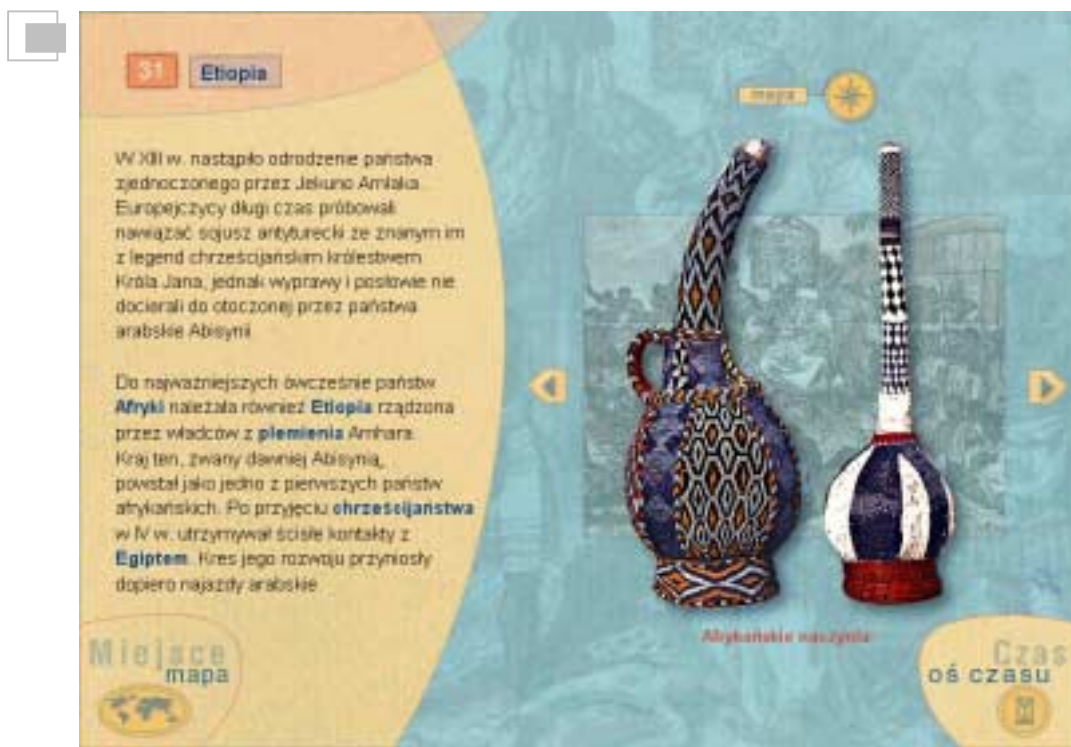 31 Etiopia
mapa
W XIII w. nastąpiło odrodzenie państwa
zjednoczonego przez Jekuno Amlaka.
Europejczycy długi czas próbowali
nawiązać sojusz antyturecki ze znanym im
z legend chrześcijańskim królestwem
Króla Jana, jednak wyprawy i posłowie nie
docierali do otoczonej przez państwa
arabskie Abisynii.
Do najważniejszych ówcześnie państw
Afryki należała również Etiopia rządzona
przez władców z plemienia Amhara.
Kraj ten, zwany dawniej Abisynią,
powstał jako jedno z pierwszych państw
afrykańskich. Po przyjęciu chrześcijaństwa
w IV w. utrzymywał ścisłe kontakty z
Egiptem. Kres jego rozwoju przyniosły
dopiero najazdy arabskie.
Afrykańskie naczynia
Miejsce
mapa
Czas
oś czasu